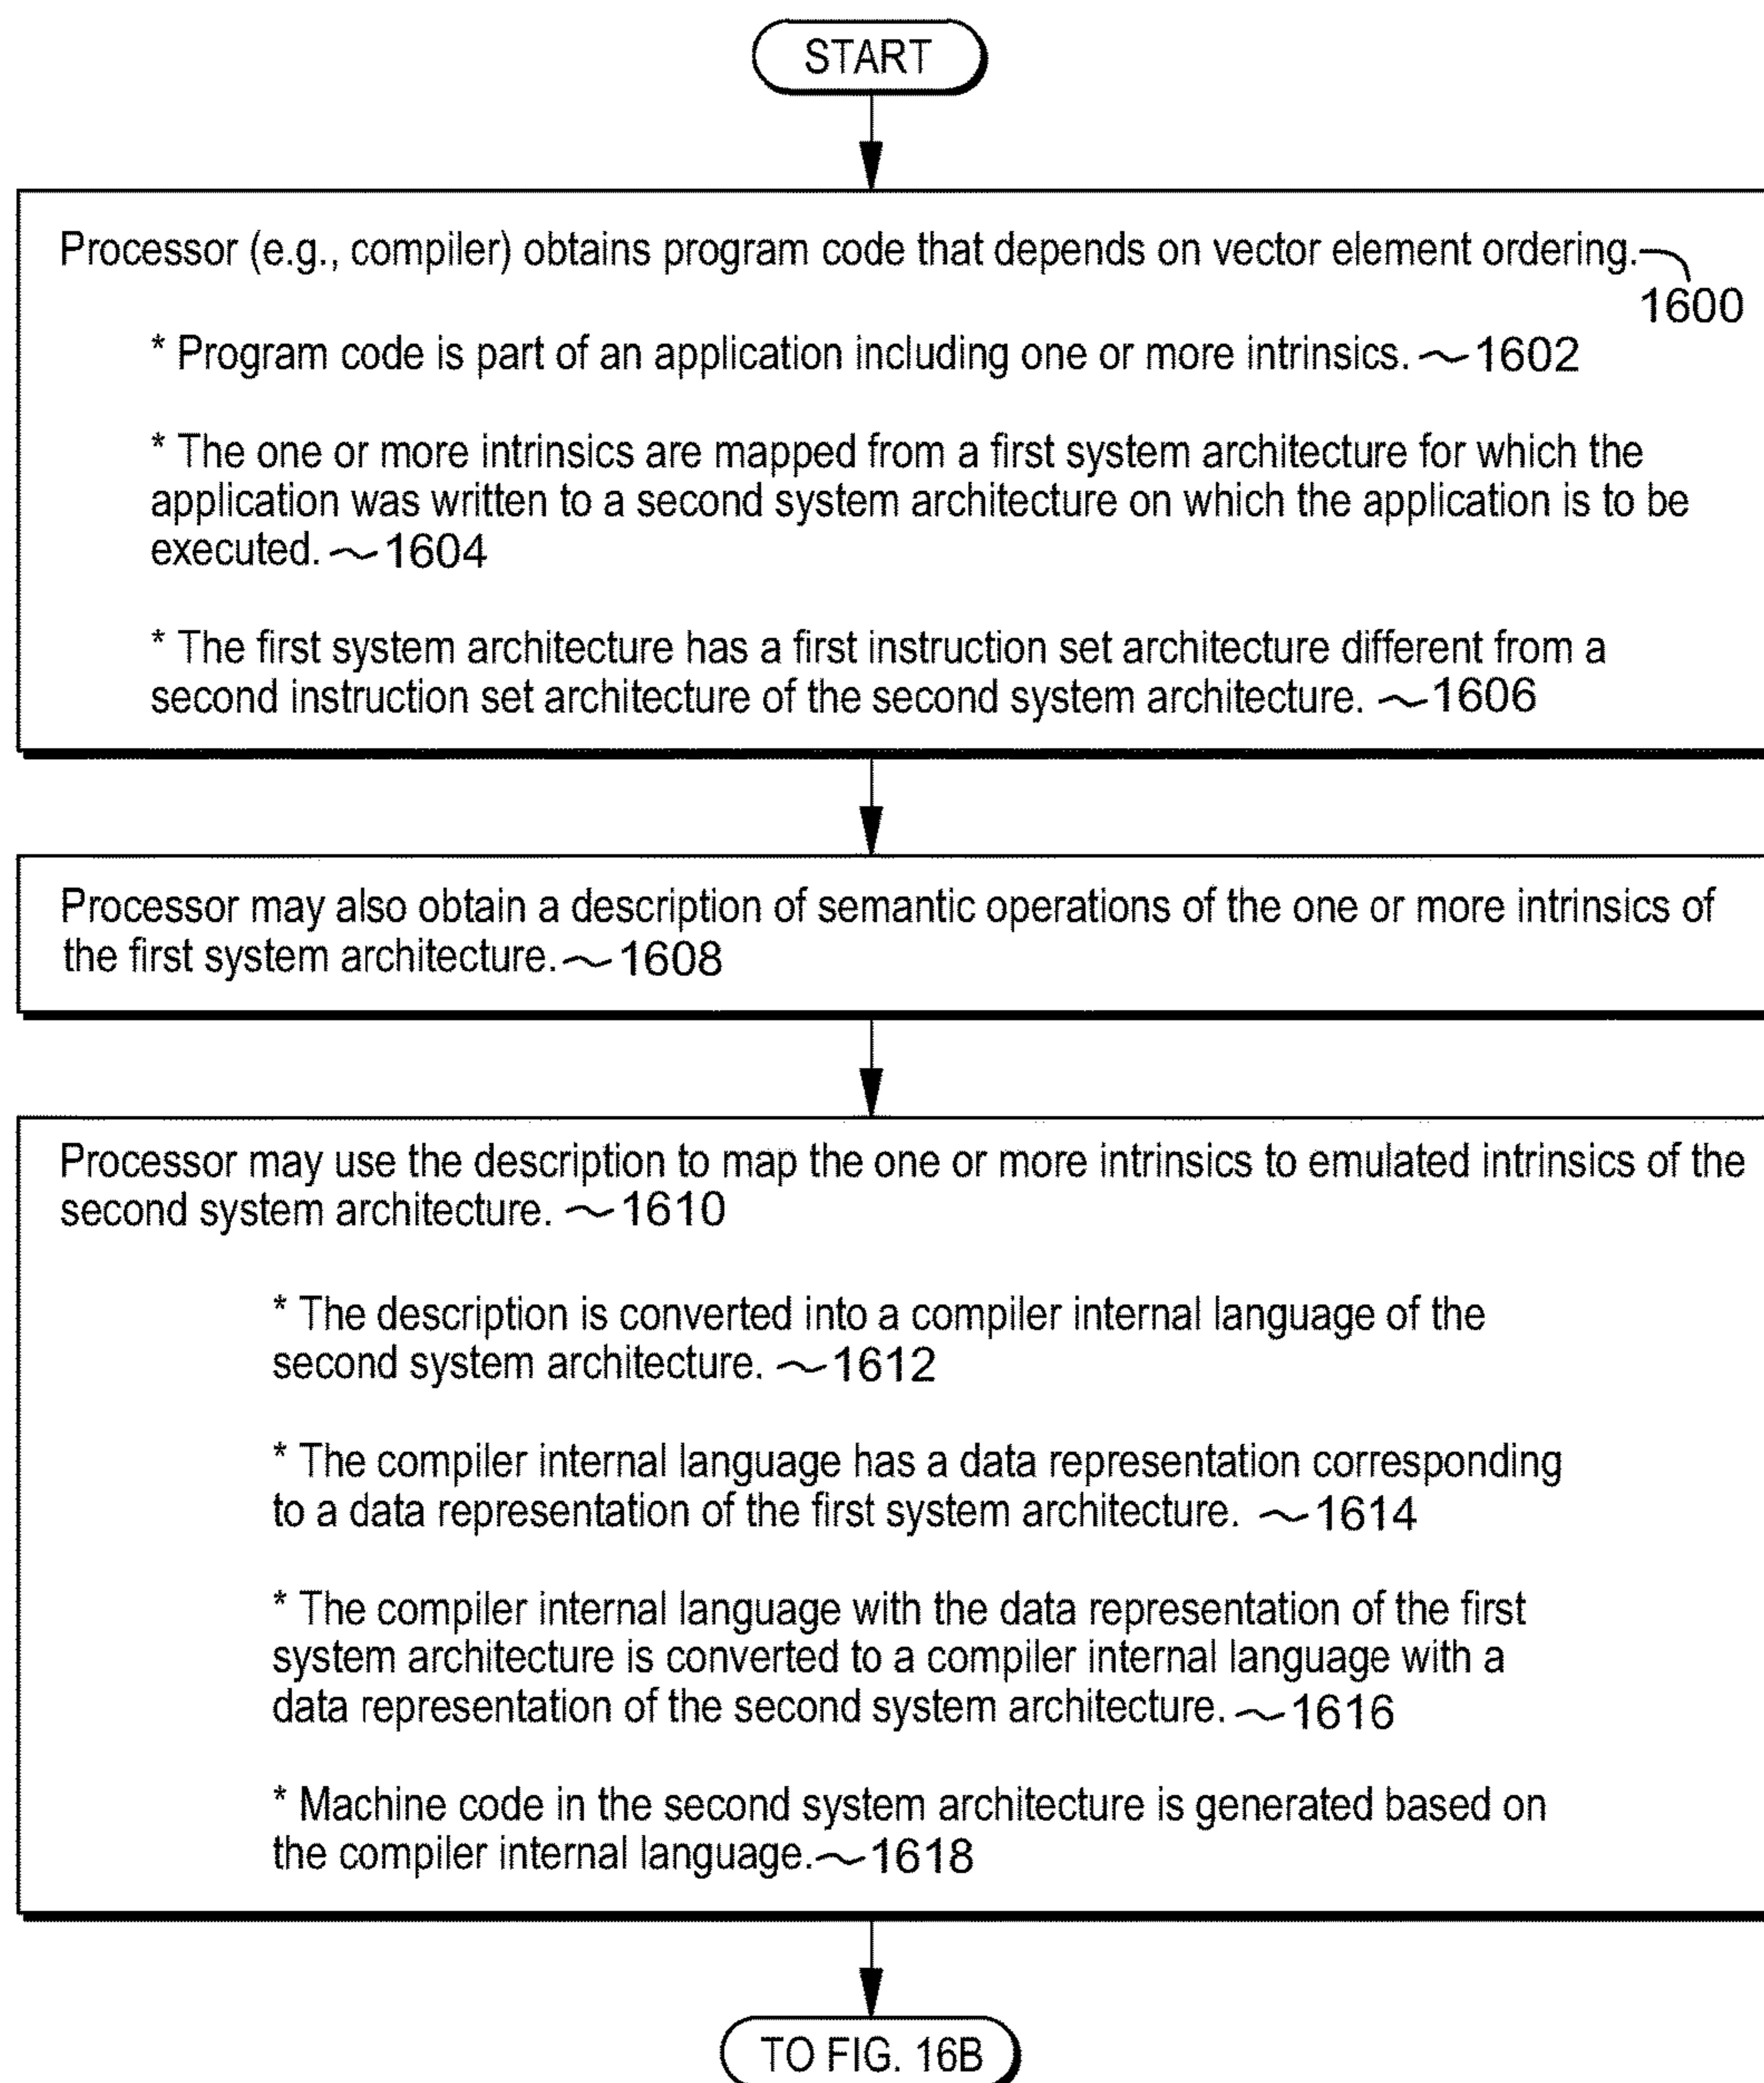 START
Processor (e.g., compiler) obtains program code that depends on vector element ordering.
1600
* Program code is part of an application including one or more intrinsics. ~1602
* The one or more intrinsics are mapped from a first system architecture for which the
application was written to a second system architecture on which the application is to be
executed. ~1604
* The first system architecture has a first instruction set architecture different from a
second instruction set architecture of the second system architecture. ~1606
Processor may also obtain a description of semantic operations of the one or more intrinsics of
the first system architecture. ~1608
Processor may use the description to map the one or more intrinsics to emulated intrinsics of the
second system architecture. ~1610
* The description is converted into a compiler internal language of the
second system architecture. ~1612
* The compiler internal language has a data representation corresponding
to a data representation of the first system architecture. ~1614
* The compiler internal language with the data representation of the first
system architecture is converted to a compiler internal language with a
data representation of the second system architecture. ~1616
* Machine code in the second system architecture is generated based on
the compiler internal language. ~1618
TO FIG. 16B